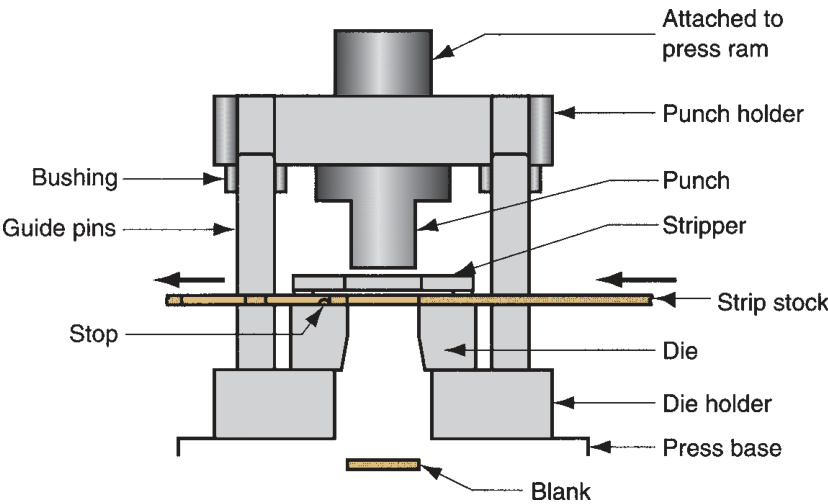 Attached to
press ram
Punch holder
Bushing
Punch
Guide pins
Stripper
Strip stock
Stop
Die
Die holder
Press base
Blank